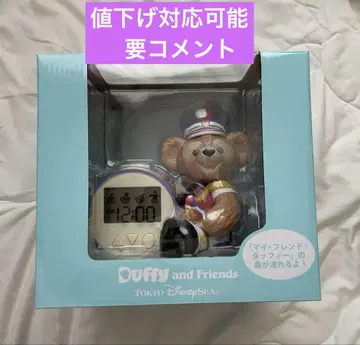 値下げ対応可能
要コメント
12:00
「マイ・フレンド・
ダッフィー」の
曲が流れるよ！
Duffy and Friends
TOKYO DisneySEA